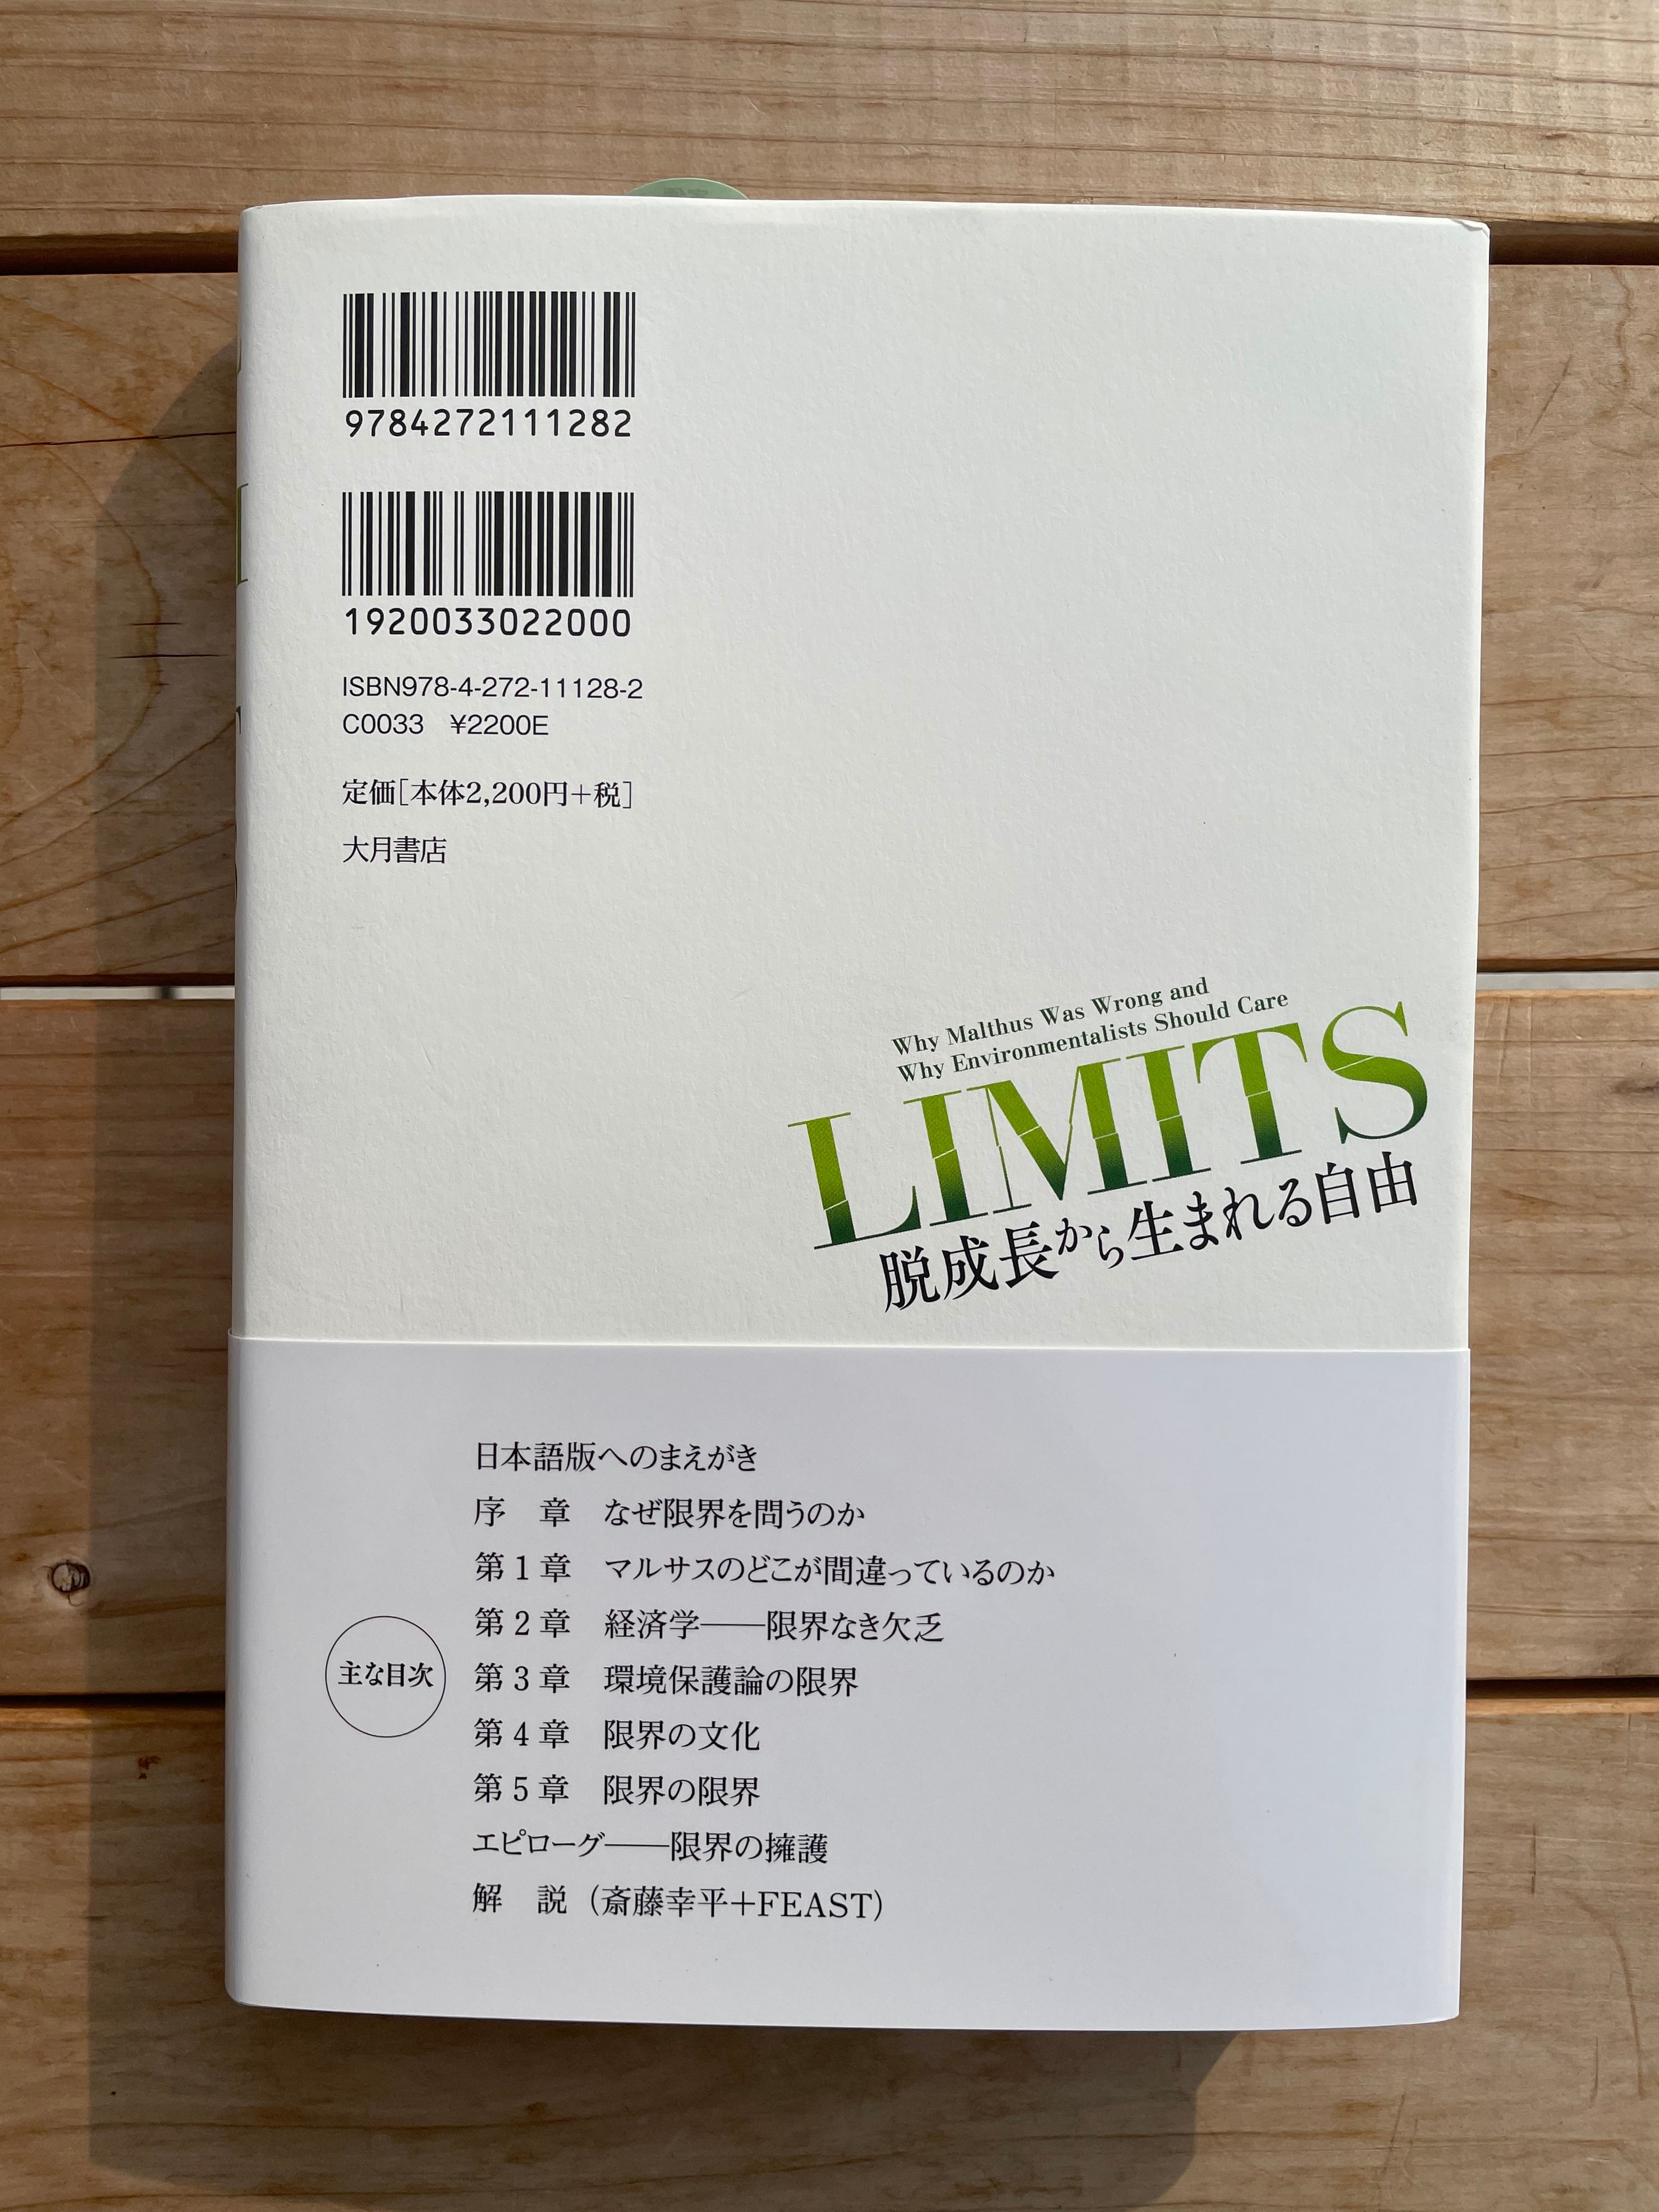 9784272111282
1920033022000
ISBN978-4-272-11128-2
C0033 ¥2200E
定価[本体2,200円+税]
大月書店
Why Malthus Was Wrong and
Why Environmentalists Should Care
LIMITS
脱成長から生まれる自由
主な目次
日本語版へのまえがき
序 章 なぜ限界を問うのか
第1章 マルサスのどこが間違っているのか
第2章 経済学――限界なき欠乏
第3章 環境保護論の限界
第4章 限界の文化
第5章 限界の限界
エピローグ――限界の擁護
解 説（斎藤幸平+FEAST）